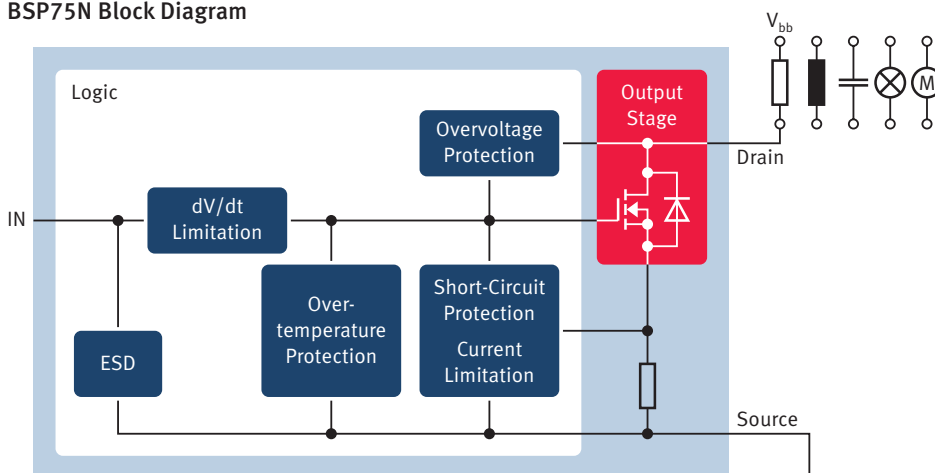 BSP75N Block Diagram
Vbb
Logic
Output
Stage
Overvoltage
Protection
Drain
M
IN
dV/dt
Limitation
Over-
temperature
Protection
Short-Circuit
Protection
Current
Limitation
ESD
Source